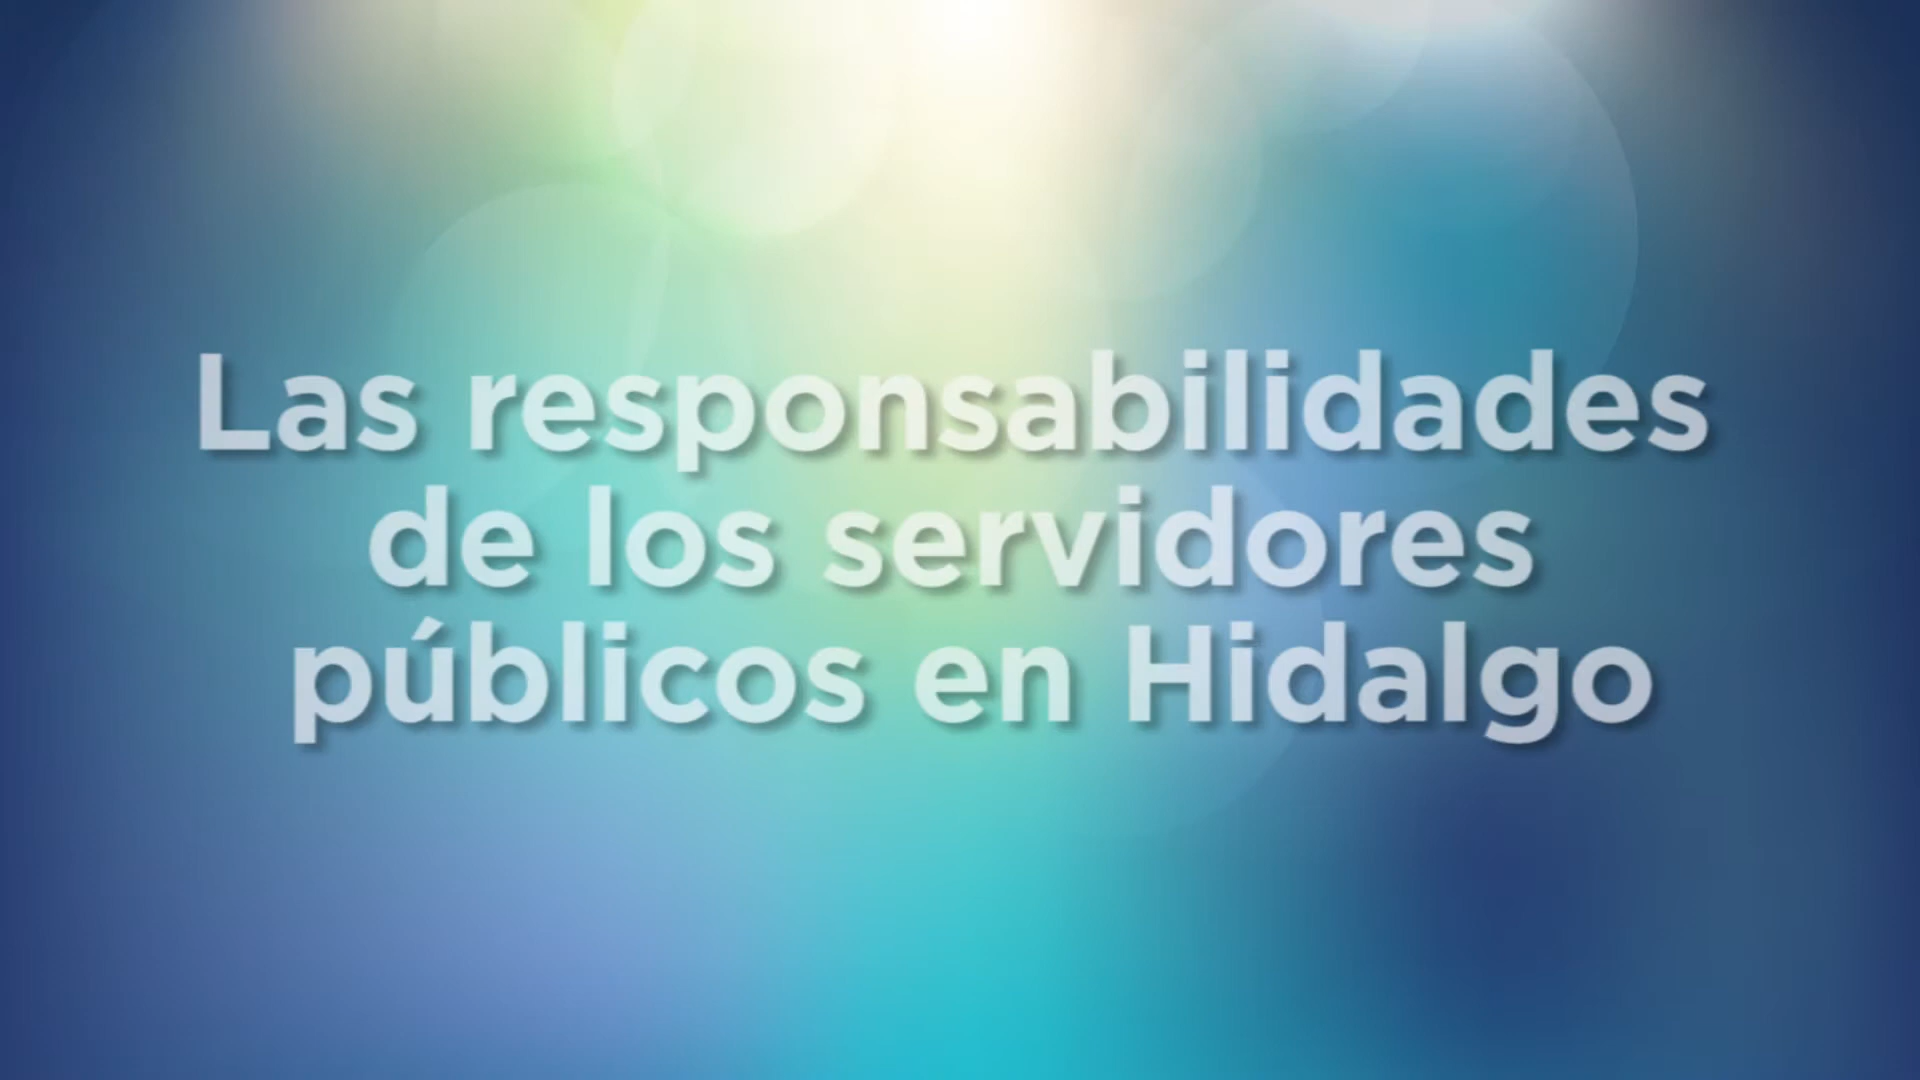 Las responsabilidades
de los servidores
públicos en Hidalgo